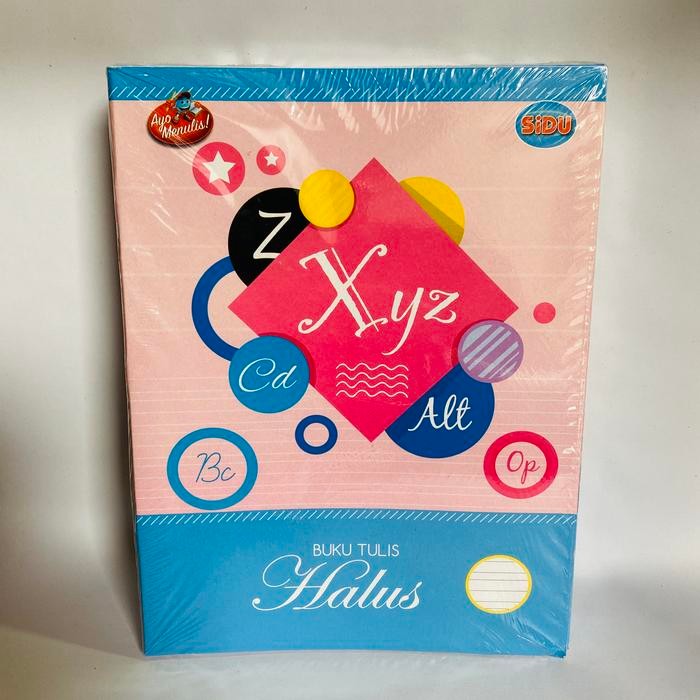 Ayo
Menulis!
SiDU
Z
Xyz
Cd
Alt
Bc
Op
BUKU TULIS
Halus